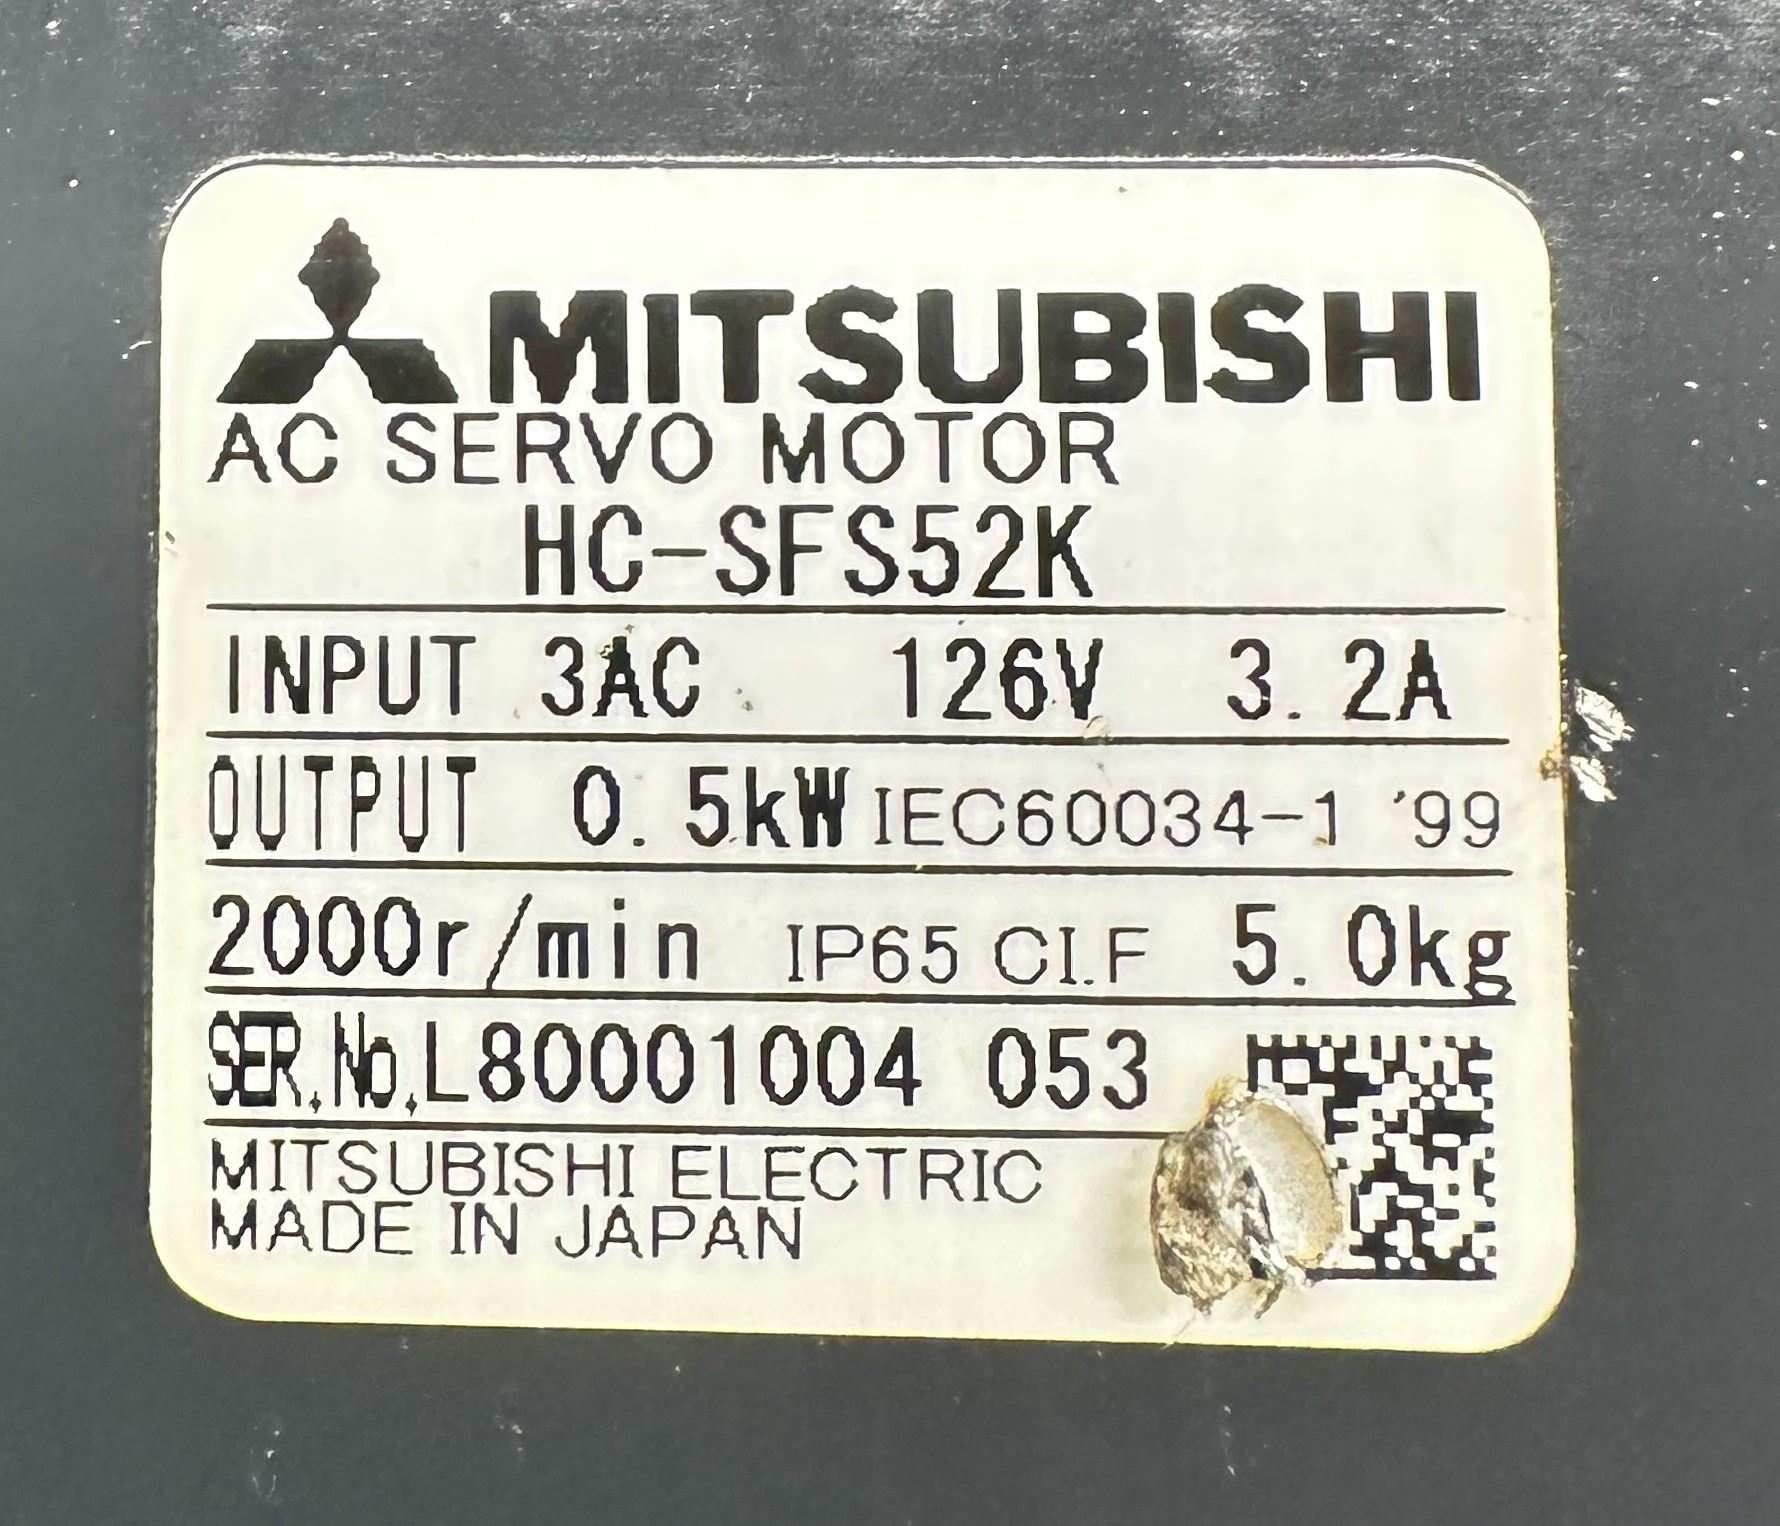 MITSUBISHI
AC SERVO MOTOR
HC-SFS52K
INPUT 3AC 126V 3.2A
OUTPUT 0.5kW IEC60034-1 '99
2000r/min IP65 CI.F 5.0kg
SER.No.L80001004 053
MITSUBISHI ELECTRIC
MADE IN JAPAN